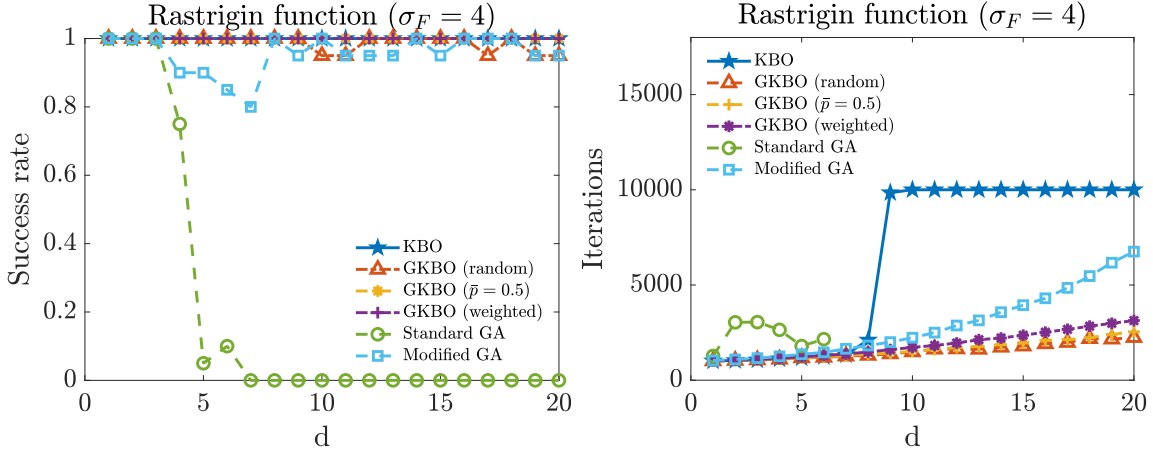 Rastrigin function (σ_F = 4)
1
0.8
0.6
0.4
0.2
0
Success rate
KBO
GKBO (random)
GKBO (p̄ = 0.5)
GKBO (weighted)
Standard GA
Modified GA
0 5 10 15 20
d
Rastrigin function (σ_F = 4)
15000
10000
5000
0
Iterations
KBO
GKBO (random)
GKBO (p̄ = 0.5)
GKBO (weighted)
Standard GA
Modified GA
0 5 10 15 20
d